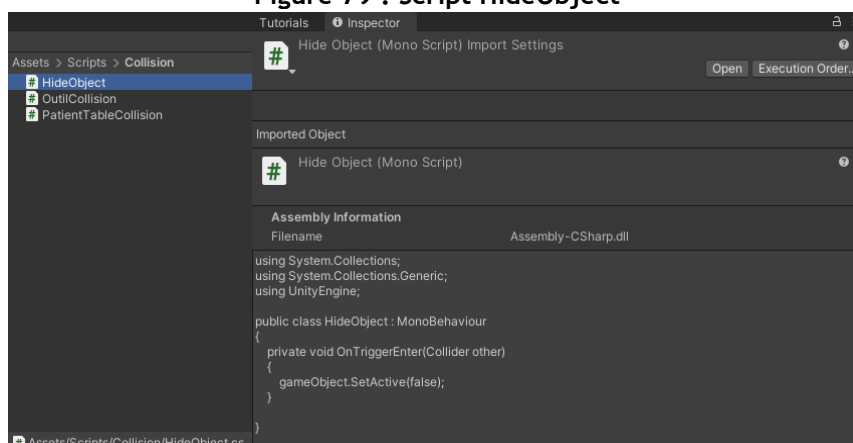 Figure 79 : Script HideObject
Tutorials Inspector
Hide Object (Mono Script) Import Settings
Assets > Scripts > Collision
Open Execution Order..
HideObject
OutilCollision
PatientTableCollision
Imported Object
Hide Object (Mono Script)
Assembly Information
Filename Assembly-CSharp.dll
using System.Collections;
using System.Collections.Generic;
using UnityEngine;
public class HideObject : MonoBehaviour
{
private void OnTriggerEnter(Collider other)
{
gameObject.SetActive(false);
}
}
Assets/Scripts/Collision/HideObject.cs